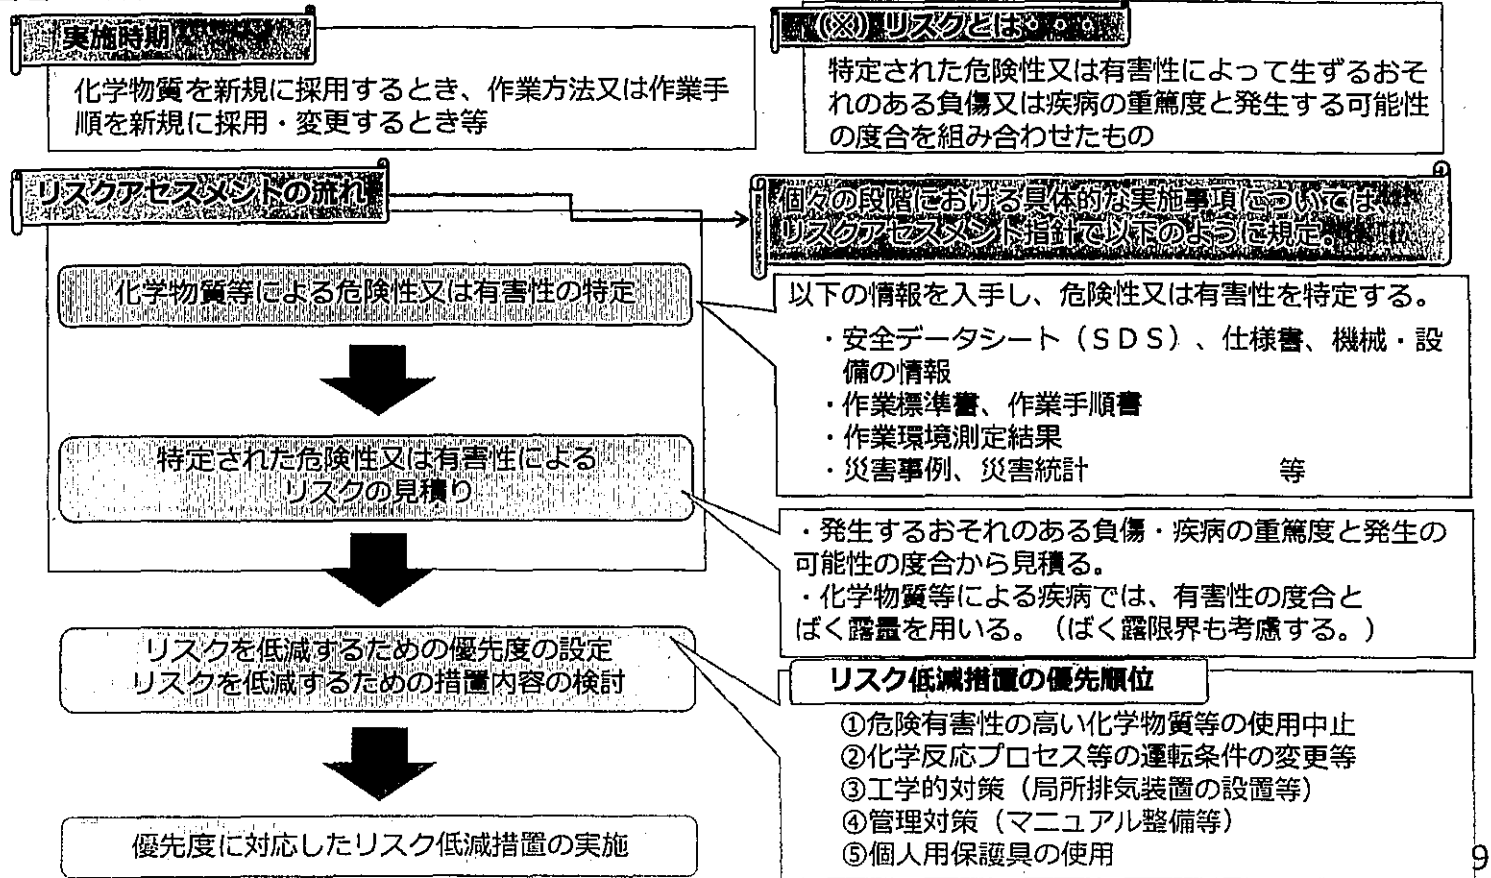 実施時期
化学物質を新規に採用するとき、作業方法又は作業手
順を新規に採用・変更するとき等
(※)リスクとは・・・
特定された危険性又は有害性によって生ずるおそ
れのある負傷又は疾病の重篤度と発生する可能性
の度合を組み合わせたもの
リスクアセスメントの流れ
個々の段階における具体的な実施事項については
リスクアセスメント指針で以下のように規定。
化学物質等による危険性又は有害性の特定
以下の情報を入手し、危険性又は有害性を特定する。
・安全データシート(SDS)、仕様書、機械・設
備の情報
・作業標準書、作業手順書
・作業環境測定結果
・災害事例、災害統計 等
特定された危険性又は有害性による
リスクの見積り
・発生するおそれのある負傷・疾病の重篤度と発生の
可能性の度合から見積る。
・化学物質等による疾病では、有害性の度合と
ばく露量を用いる。(ばく露限界も考慮する。)
リスクを低減するための優先度の設定
リスクを低減するための措置内容の検討
リスク低減措置の優先順位
①危険有害性の高い化学物質等の使用中止
②化学反応プロセス等の運転条件の変更等
③工学的対策(局所排気装置の設置等)
④管理対策(マニュアル整備等)
⑤個人用保護具の使用
優先度に対応したリスク低減措置の実施
9